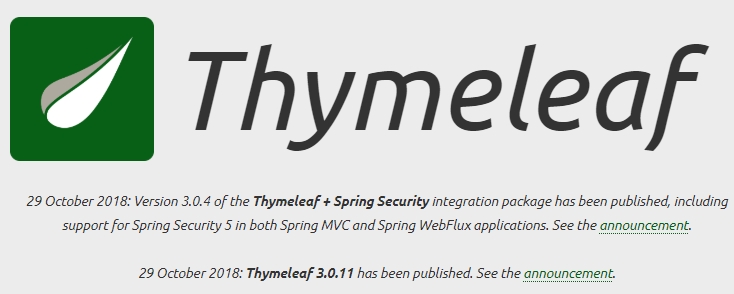 Thymeleaf
29 October 2018: Version 3.0.4 of the Thymeleaf + Spring Security integration package has been published, including
support for Spring Security 5 in both Spring MVC and Spring WebFlux applications. See the announcement.
29 October 2018: Thymeleaf 3.0.11 has been published. See the announcement.